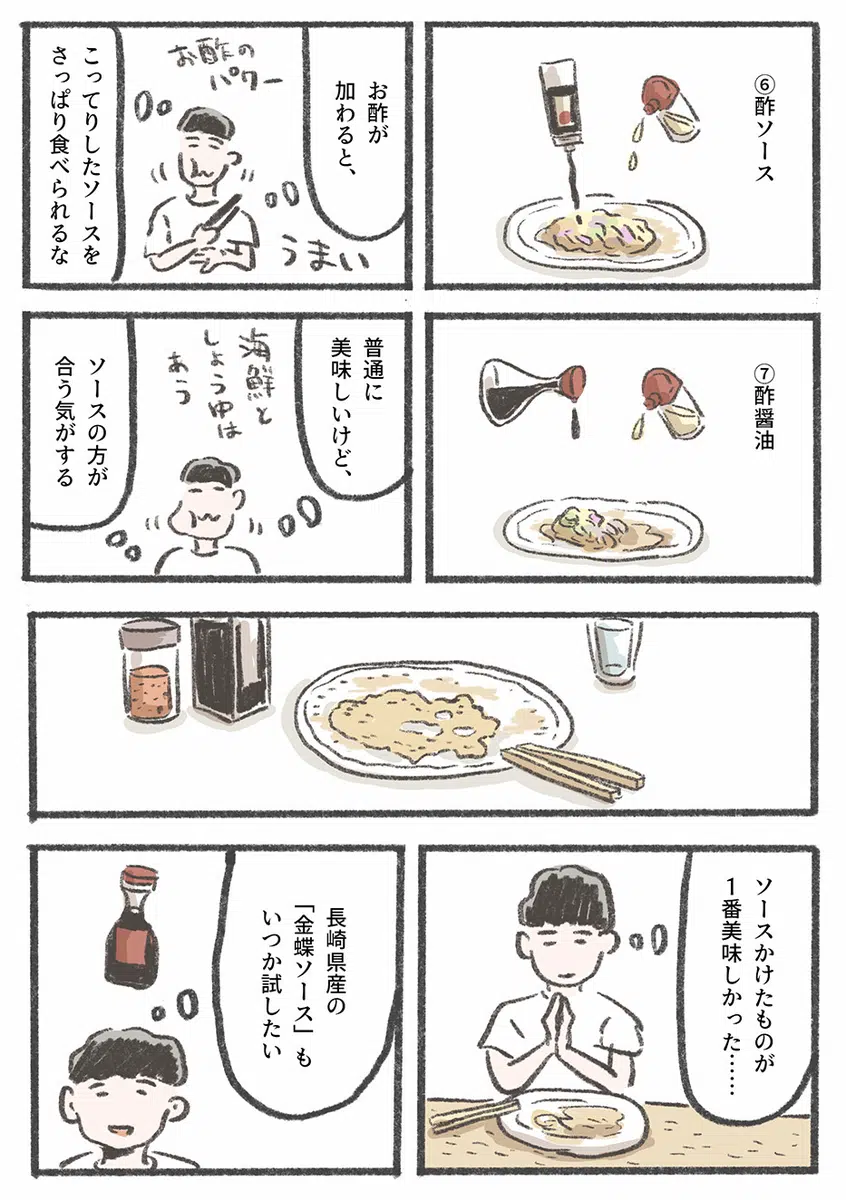 ⑥酢ソース
お酢が
加わると、
お酢の
パワー
うまい
こってりしたソースを
さっぱり食べられるな
⑦酢醤油
普通に
美味しいけど、
海鮮と
しょうゆは
あう
ソースの方が
合う気がする
ソースかけたものが
1番美味しかった……
長崎県産の
「金蝶ソース」も
いつか試したい